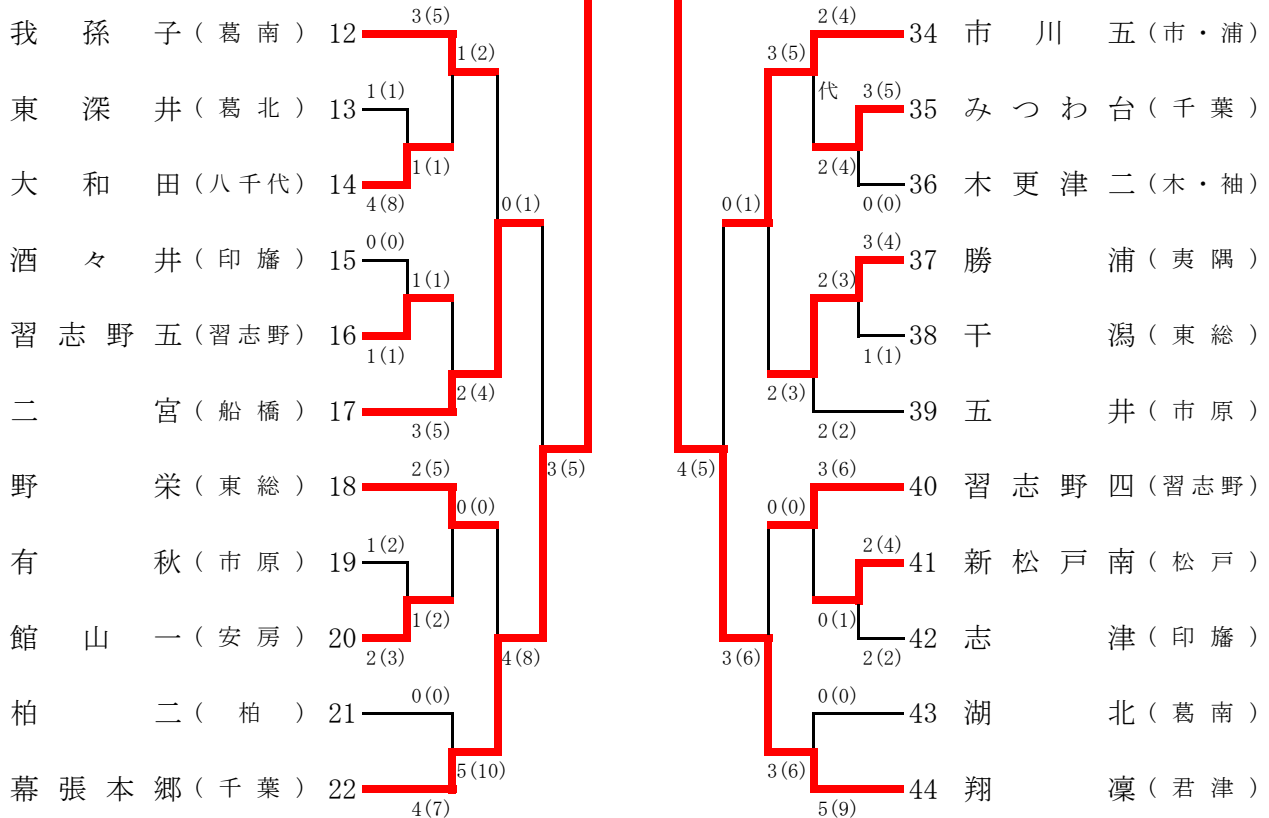 3(5) 2(4)
我孫子(葛南) 12 34 市川五(市・浦)
1(2) 3(5)
1(1) 代 3(5)
東深井(葛北) 13 35 みつわ台(千葉)
1(1) 2(4)
大和田(八千代) 14 36 木更津二(木・袖)
4(8) 0(1) 0(1) 0(0)
0(0) 3(4)
酒々井(印旛) 15 37 勝浦(夷隅)
1(1) 2(3)
習志野五(習志野) 16 38 干潟(東総)
1(1) 1(1)
2(4) 2(3)
二宮(船橋) 17 39 五井(市原)
3(5) 2(2)
2(5) 3(5) 4(5) 3(6)
野栄(東総) 18 40 習志野四(習志野)
0(0) 0(0)
1(2) 2(4)
有秋(市原) 19 41 新松戸南(松戸)
1(2) 0(1)
館山一(安房) 20 42 志津(印旛)
2(3) 4(8) 3(6) 2(2)
0(0) 0(0)
柏二(柏) 21 43 湖北(葛南)
5(10) 3(6)
幕張本郷(千葉) 22 44 翔凜(君津)
4(7) 5(9)